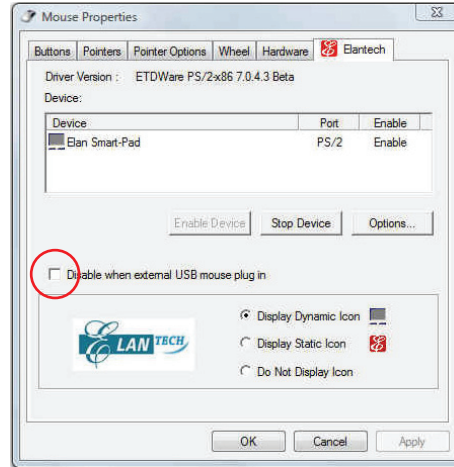 Mouse Properties
Buttons Pointers Pointer Options Wheel Hardware Elantech
Driver Version : ETDWare PS/2-x86 7.0.4.3 Beta
Device:
Device Port Enable
Elan Smart-Pad PS/2 Enable
Enable Device Stop Device Options...
Disable when external USB mouse plug in
Display Dynamic Icon
ELAN TECH
Display Static Icon
Do Not Display Icon
OK Cancel Apply